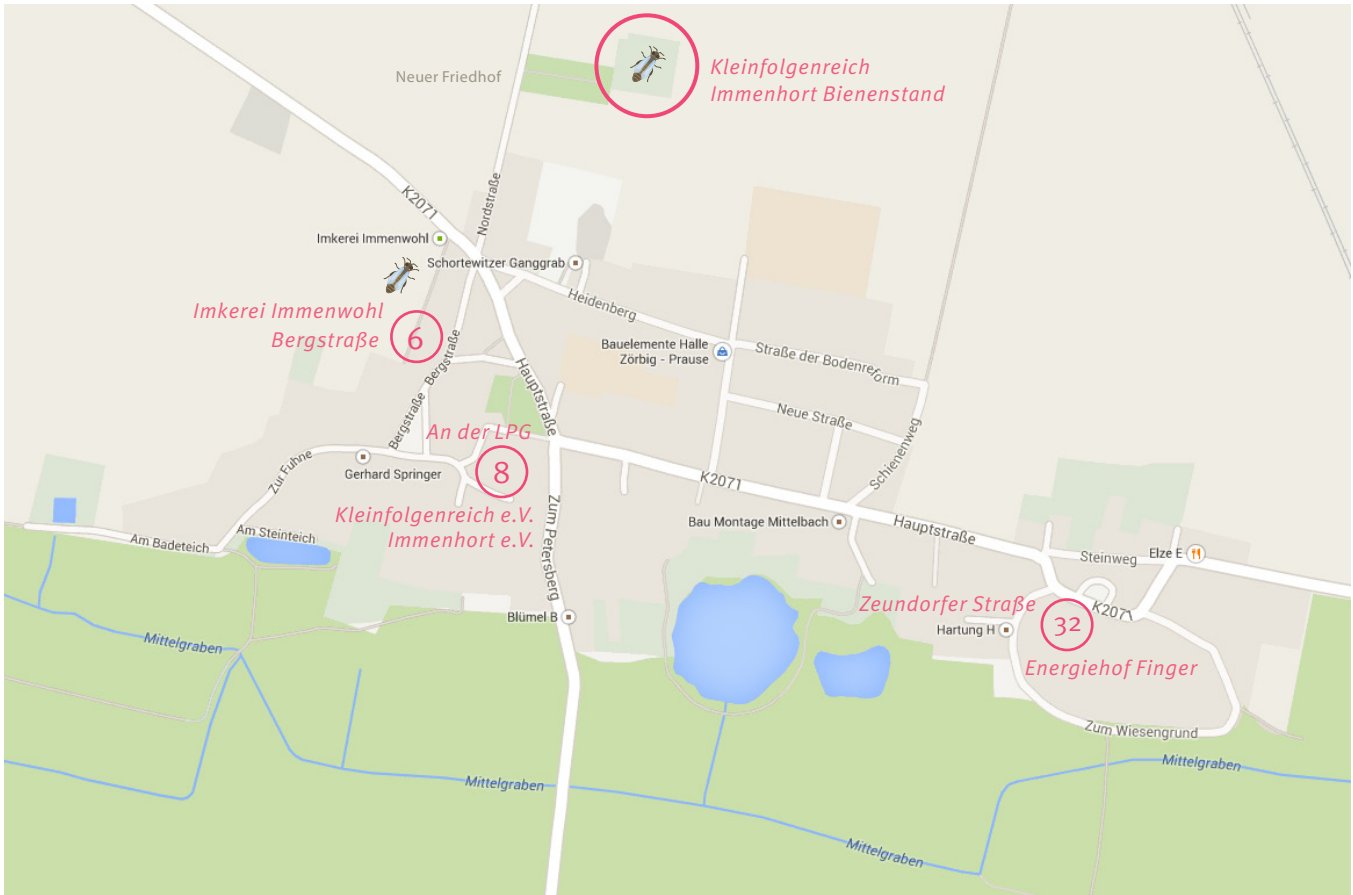 Neuer Friedhof
Kleinfolgenreich
Immenhort Bienenstand
K2071
Nordstraße
Imkerei Immenwohl
Schortewitzer Ganggrab
Heidenberg
Imkerei Immenwohl
Bergstraße
6
Bergstraße
Bergstraße
Hauptstraße
Bauelemente Halle
Zörbig - Prause
Straße der Bodenreform
Neue Straße
Schienenweg
An der LPG
8
Gerhard Springer
Zur Fuhne
K2071
Kleinfolgenreich e.V.
Immenhort e.V.
Zum Petersberg
Bau Montage Mittelbach
Hauptstraße
Am Badeteich
Am Steinteich
Steinweg
Elze E
Zeundorfer Straße
32
K2071
Hartung H
Blümel B
Energiehof Finger
Mittelgraben
Zum Wiesengrund
Mittelgraben
Mittelgraben
Mittelgraben